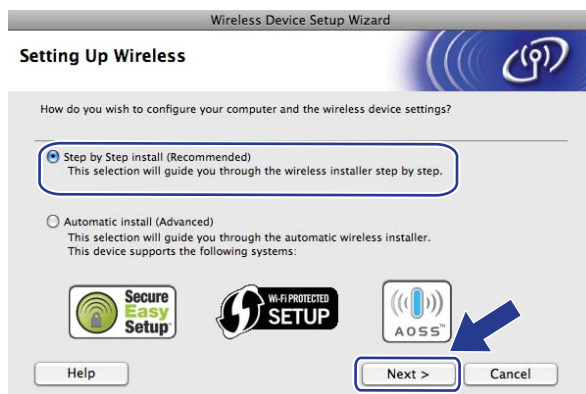 Wireless Device Setup Wizard
Setting Up Wireless
How do you wish to configure your computer and the wireless device settings?
Step by Step install (Recommended)
This selection will guide you through the wireless installer step by step.
Automatic install (Advanced)
This selection will guide you through the automatic wireless installer.
This device supports the following systems:
Secure
Easy
Setup
Wi-Fi PROTECTED
SETUP
AOSS™
Help
Next >
Cancel